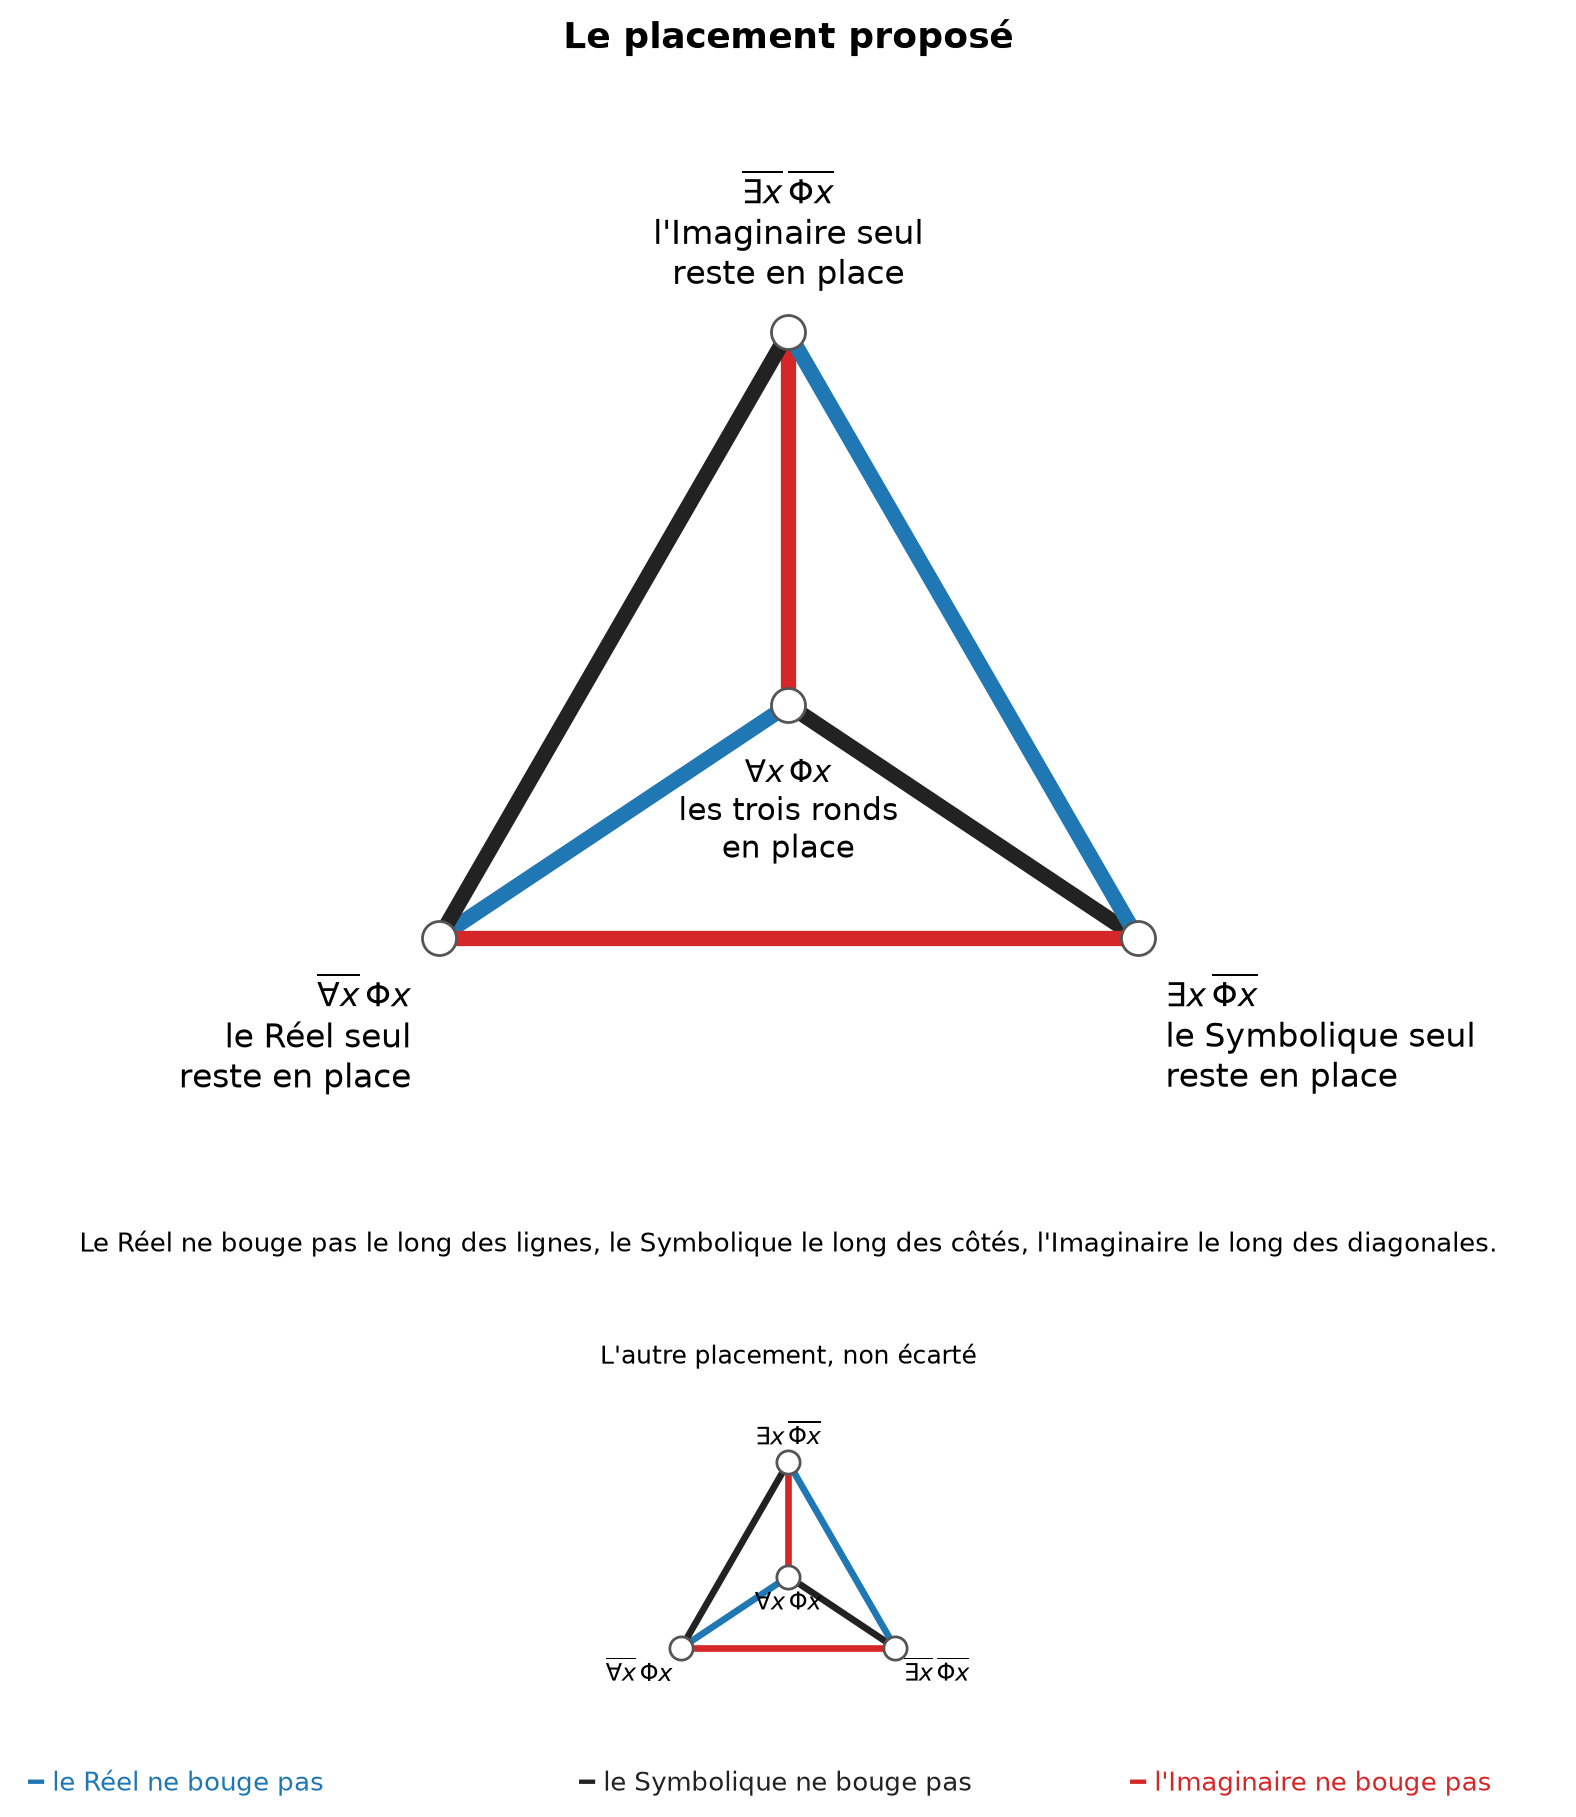 Le placement proposé
∃x̅ Φx̅
l'Imaginaire seul
reste en place
∀x Φx
les trois ronds
en place
∀x̅ Φx
le Réel seul
reste en place
∃x Φx̅
le Symbolique seul
reste en place
Le Réel ne bouge pas le long des lignes, le Symbolique le long des côtés, l'Imaginaire le long des diagonales.
L'autre placement, non écarté
∃x Φx̅
∀x Φx
∀x̅ Φx
∃x̅ Φx̅
le Réel ne bouge pas
le Symbolique ne bouge pas
l'Imaginaire ne bouge pas